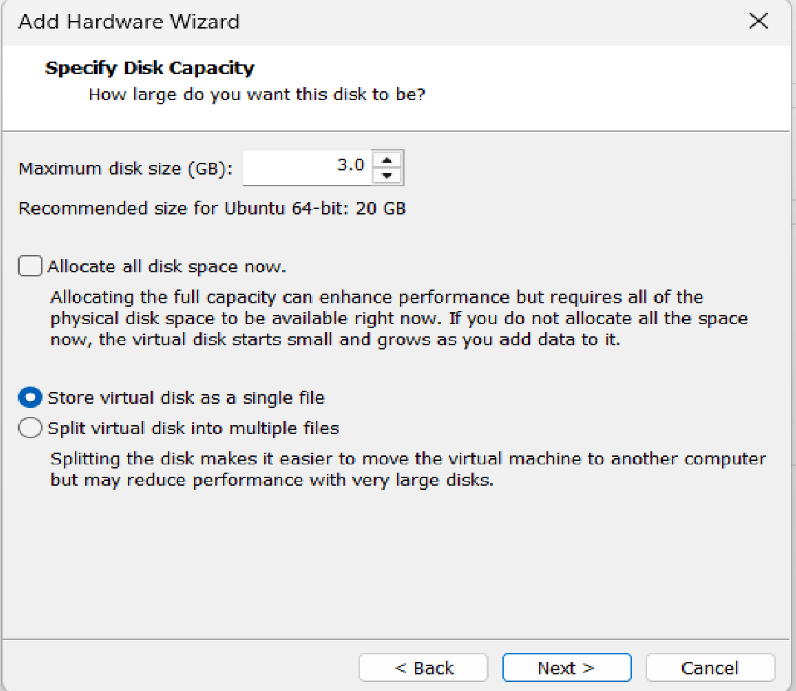 Add Hardware Wizard
Specify Disk Capacity
How large do you want this disk to be?
Maximum disk size (GB): 3.0
Recommended size for Ubuntu 64-bit: 20 GB
Allocate all disk space now.
Allocating the full capacity can enhance performance but requires all of the
physical disk space to be available right now. If you do not allocate all the space
now, the virtual disk starts small and grows as you add data to it.
Store virtual disk as a single file
Split virtual disk into multiple files
Splitting the disk makes it easier to move the virtual machine to another computer
but may reduce performance with very large disks.
< Back Next > Cancel